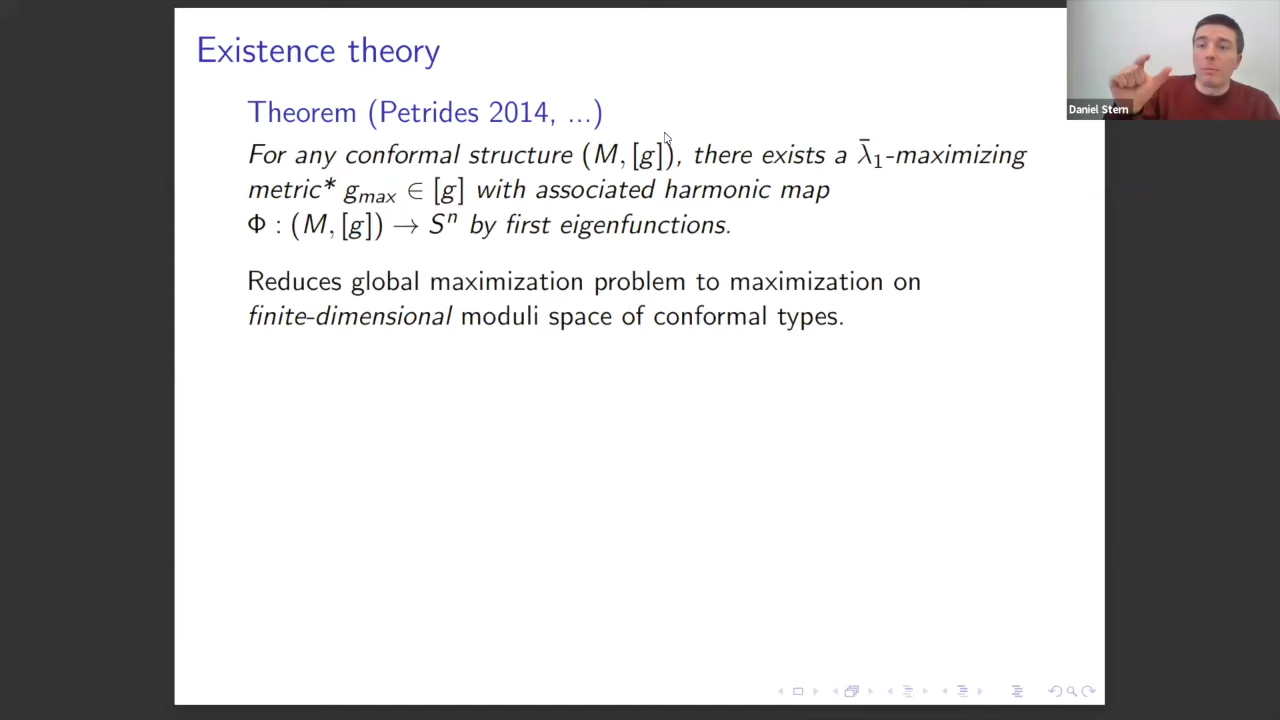 Existence theory
Theorem (Petrides 2014, ...)
For any conformal structure (M, [g]), there exists a λ̄₁-maximizing
metric* gₘₐₓ ∈ [g] with associated harmonic map
Φ : (M, [g]) → Sⁿ by first eigenfunctions.
Reduces global maximization problem to maximization on
finite-dimensional moduli space of conformal types.
Daniel Stern